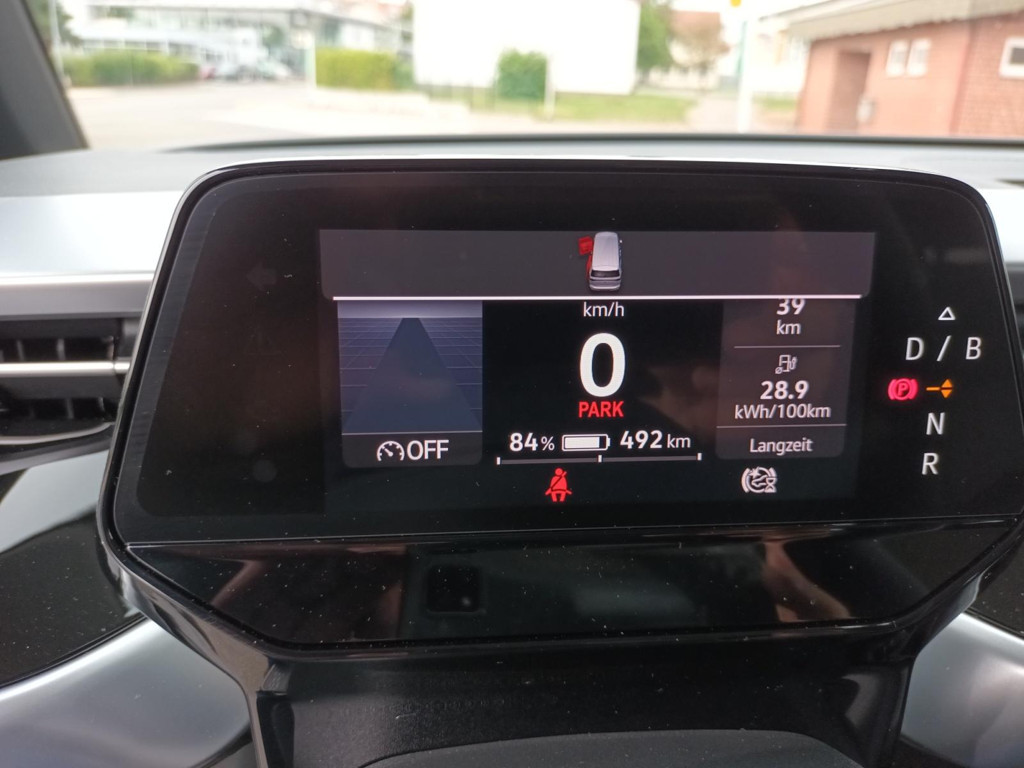 km/h
0
PARK
84% 492 km
OFF
39
km
28.9
kWh/100km
Langzeit
D / B
P
N
R